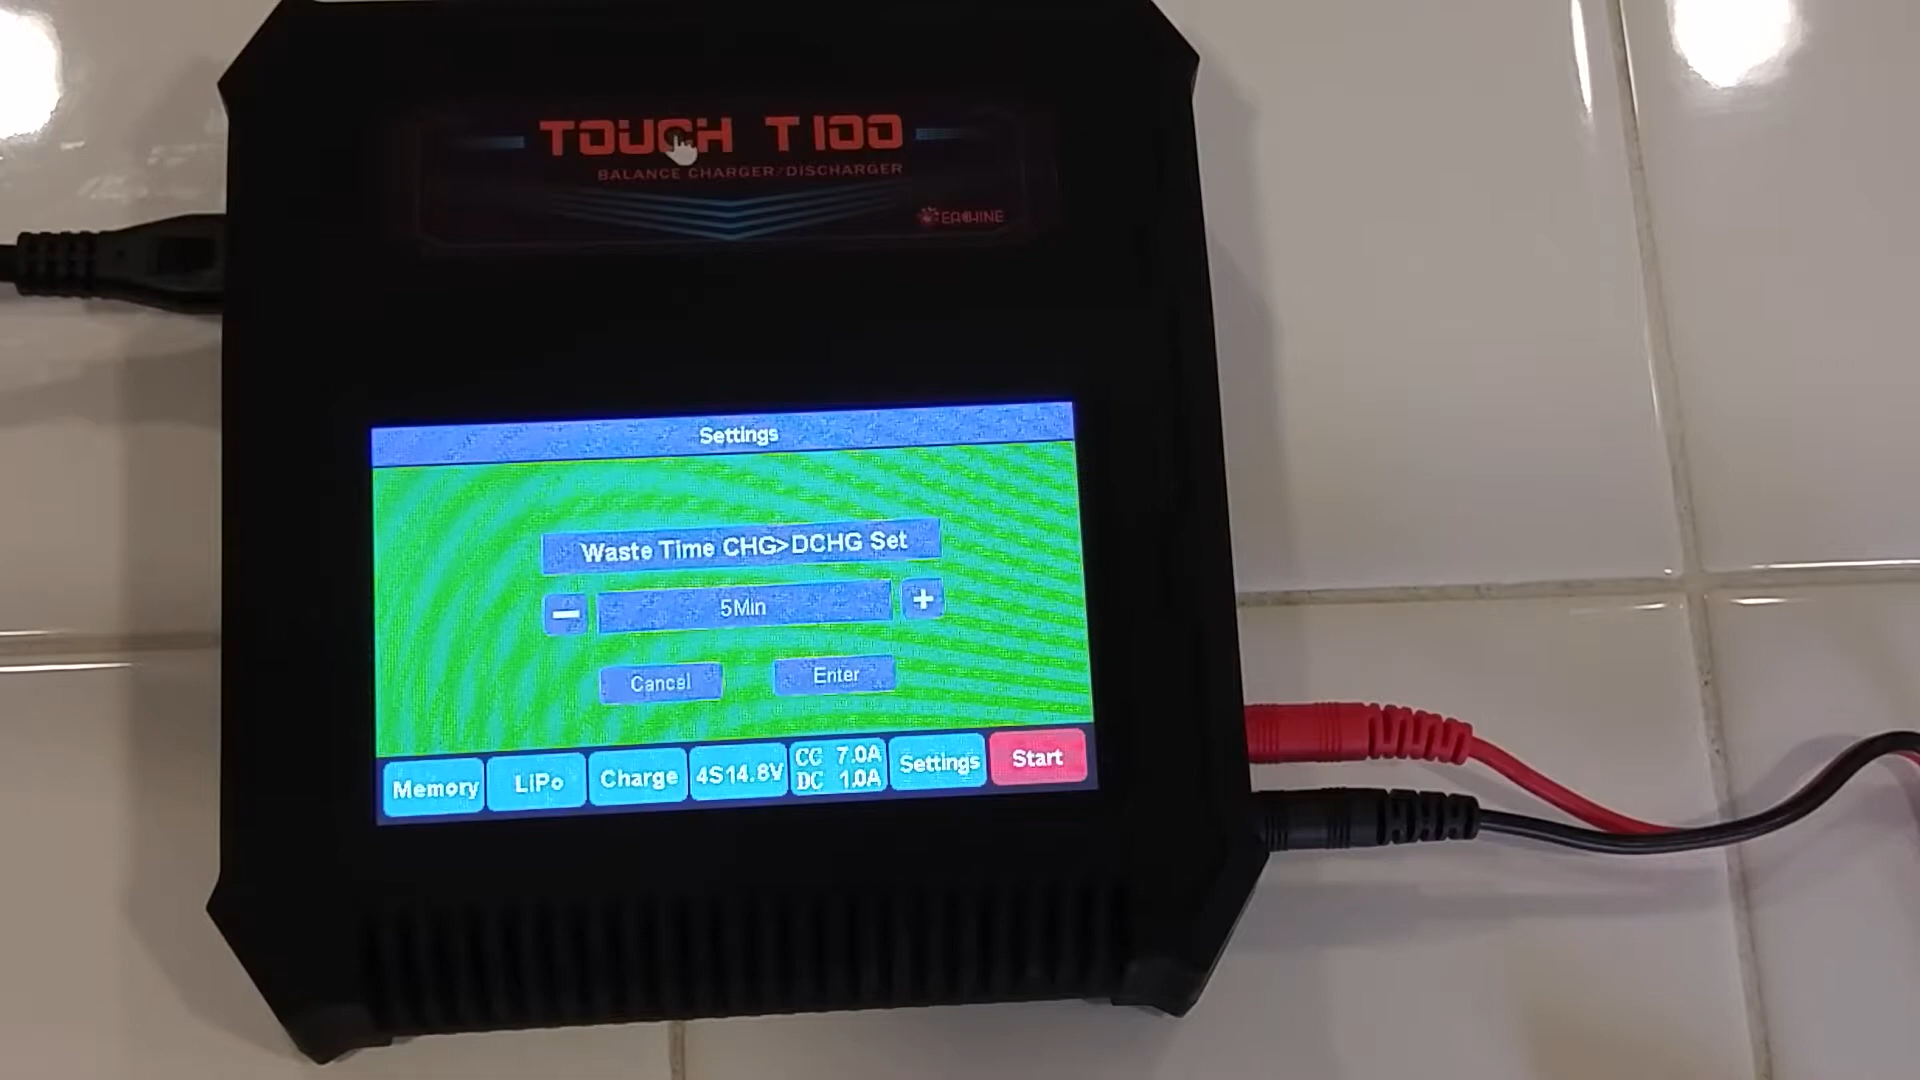 TOUCH T100
BALANCE CHARGER/DISCHARGER
EACHINE
Settings
Waste Time CHG>DCHG Set
5Min
Cancel
Enter
Memory
LiPo
Charge
4S14.8V
CC 7.0A
DC 1.0A
Settings
Start